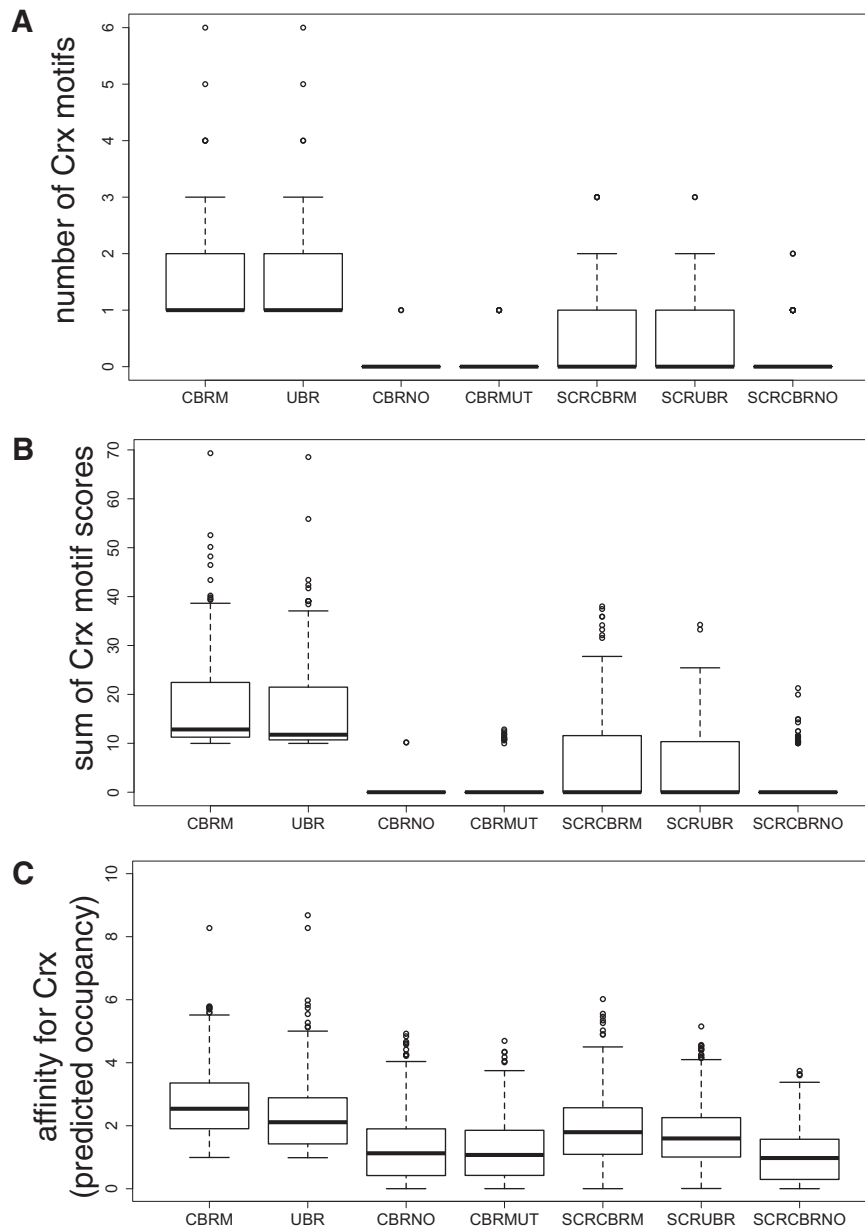 A
number of Crx motifs
6
5
4
3
2
1
0
CBRM UBR CBRNO CBRMUT SCRCBRM SCRUBR SCRCBRNO
B
sum of Crx motif scores
70
60
50
40
30
20
10
0
CBRM UBR CBRNO CBRMUT SCRCBRM SCRUBR SCRCBRNO
C
affinity for Crx
(predicted occupancy)
10
8
6
4
2
0
CBRM UBR CBRNO CBRMUT SCRCBRM SCRUBR SCRCBRNO